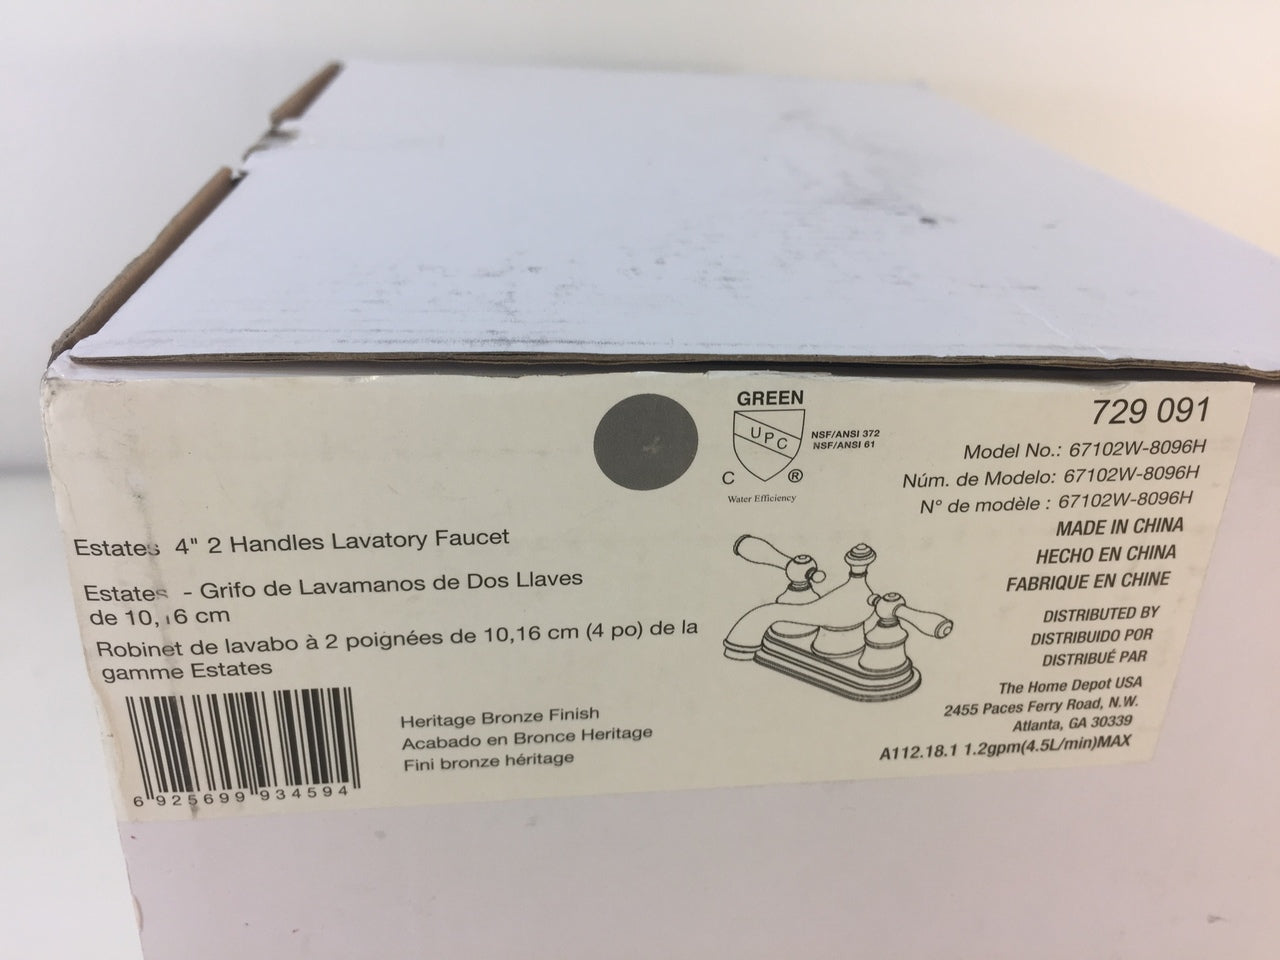 GREEN
UPC
C ®
Water Efficiency
NSF/ANSI 372
NSF/ANSI 61
729 091
Model No.: 67102W-8096H
Núm. de Modelo: 67102W-8096H
N° de modèle : 67102W-8096H
MADE IN CHINA
HECHO EN CHINA
FABRIQUE EN CHINE
DISTRIBUTED BY
DISTRIBUIDO POR
DISTRIBUÉ PAR
The Home Depot USA
2455 Paces Ferry Road, N.W.
Atlanta, GA 30339
A112.18.1 1.2gpm(4.5L/min)MAX
Estates 4" 2 Handles Lavatory Faucet
Estates - Grifo de Lavamanos de Dos Llaves
de 10,16 cm
Robinet de lavabo à 2 poignées de 10,16 cm (4 po) de la
gamme Estates
Heritage Bronze Finish
Acabado en Bronce Heritage
Fini bronze héritage
6 925699 934594